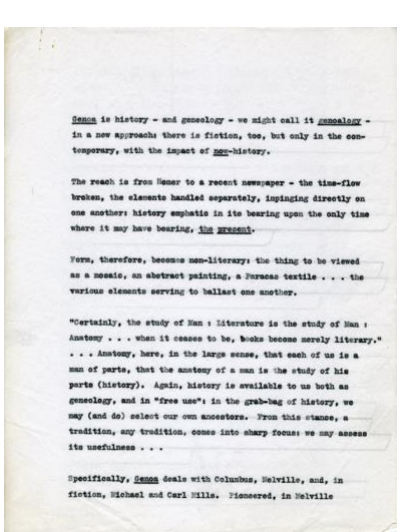 Genoa is history - and geneology - we might call it genoalogy -
in a new approach: there is fiction, too, but only in the con-
temporary, with the impact of now-history.
The reach is from Homer to a recent newspaper - the time-flow
broken, the elements handled separately, impinging directly on
one another: history emphatic in its bearing upon the only time
where it may have bearing, the present.
Form, therefore, becomes non-literary: the thing to be viewed
as a mosaic, an abstract painting, a Paracas textile . . . the
various elements serving to ballast one another.
"Certainly, the study of Man : Literature is the study of Man :
Anatomy . . . when it ceases to be, books become merely literary."
. . . Anatomy, here, in the large sense, that each of us is a
man of parts, that the anatomy of a man is the study of his
parts (history). Again, history is available to us both as
geneology, and in "free use": in the grab-bag of history, we
may (and do) select our own ancestors. From this stance, a
tradition, any tradition, comes into sharp focus: we may assess
its usefulness . . .
Specifically, Genoa deals with Columbus, Melville, and, in
fiction, Michael and Carl Mills. Pioneered, in Melville